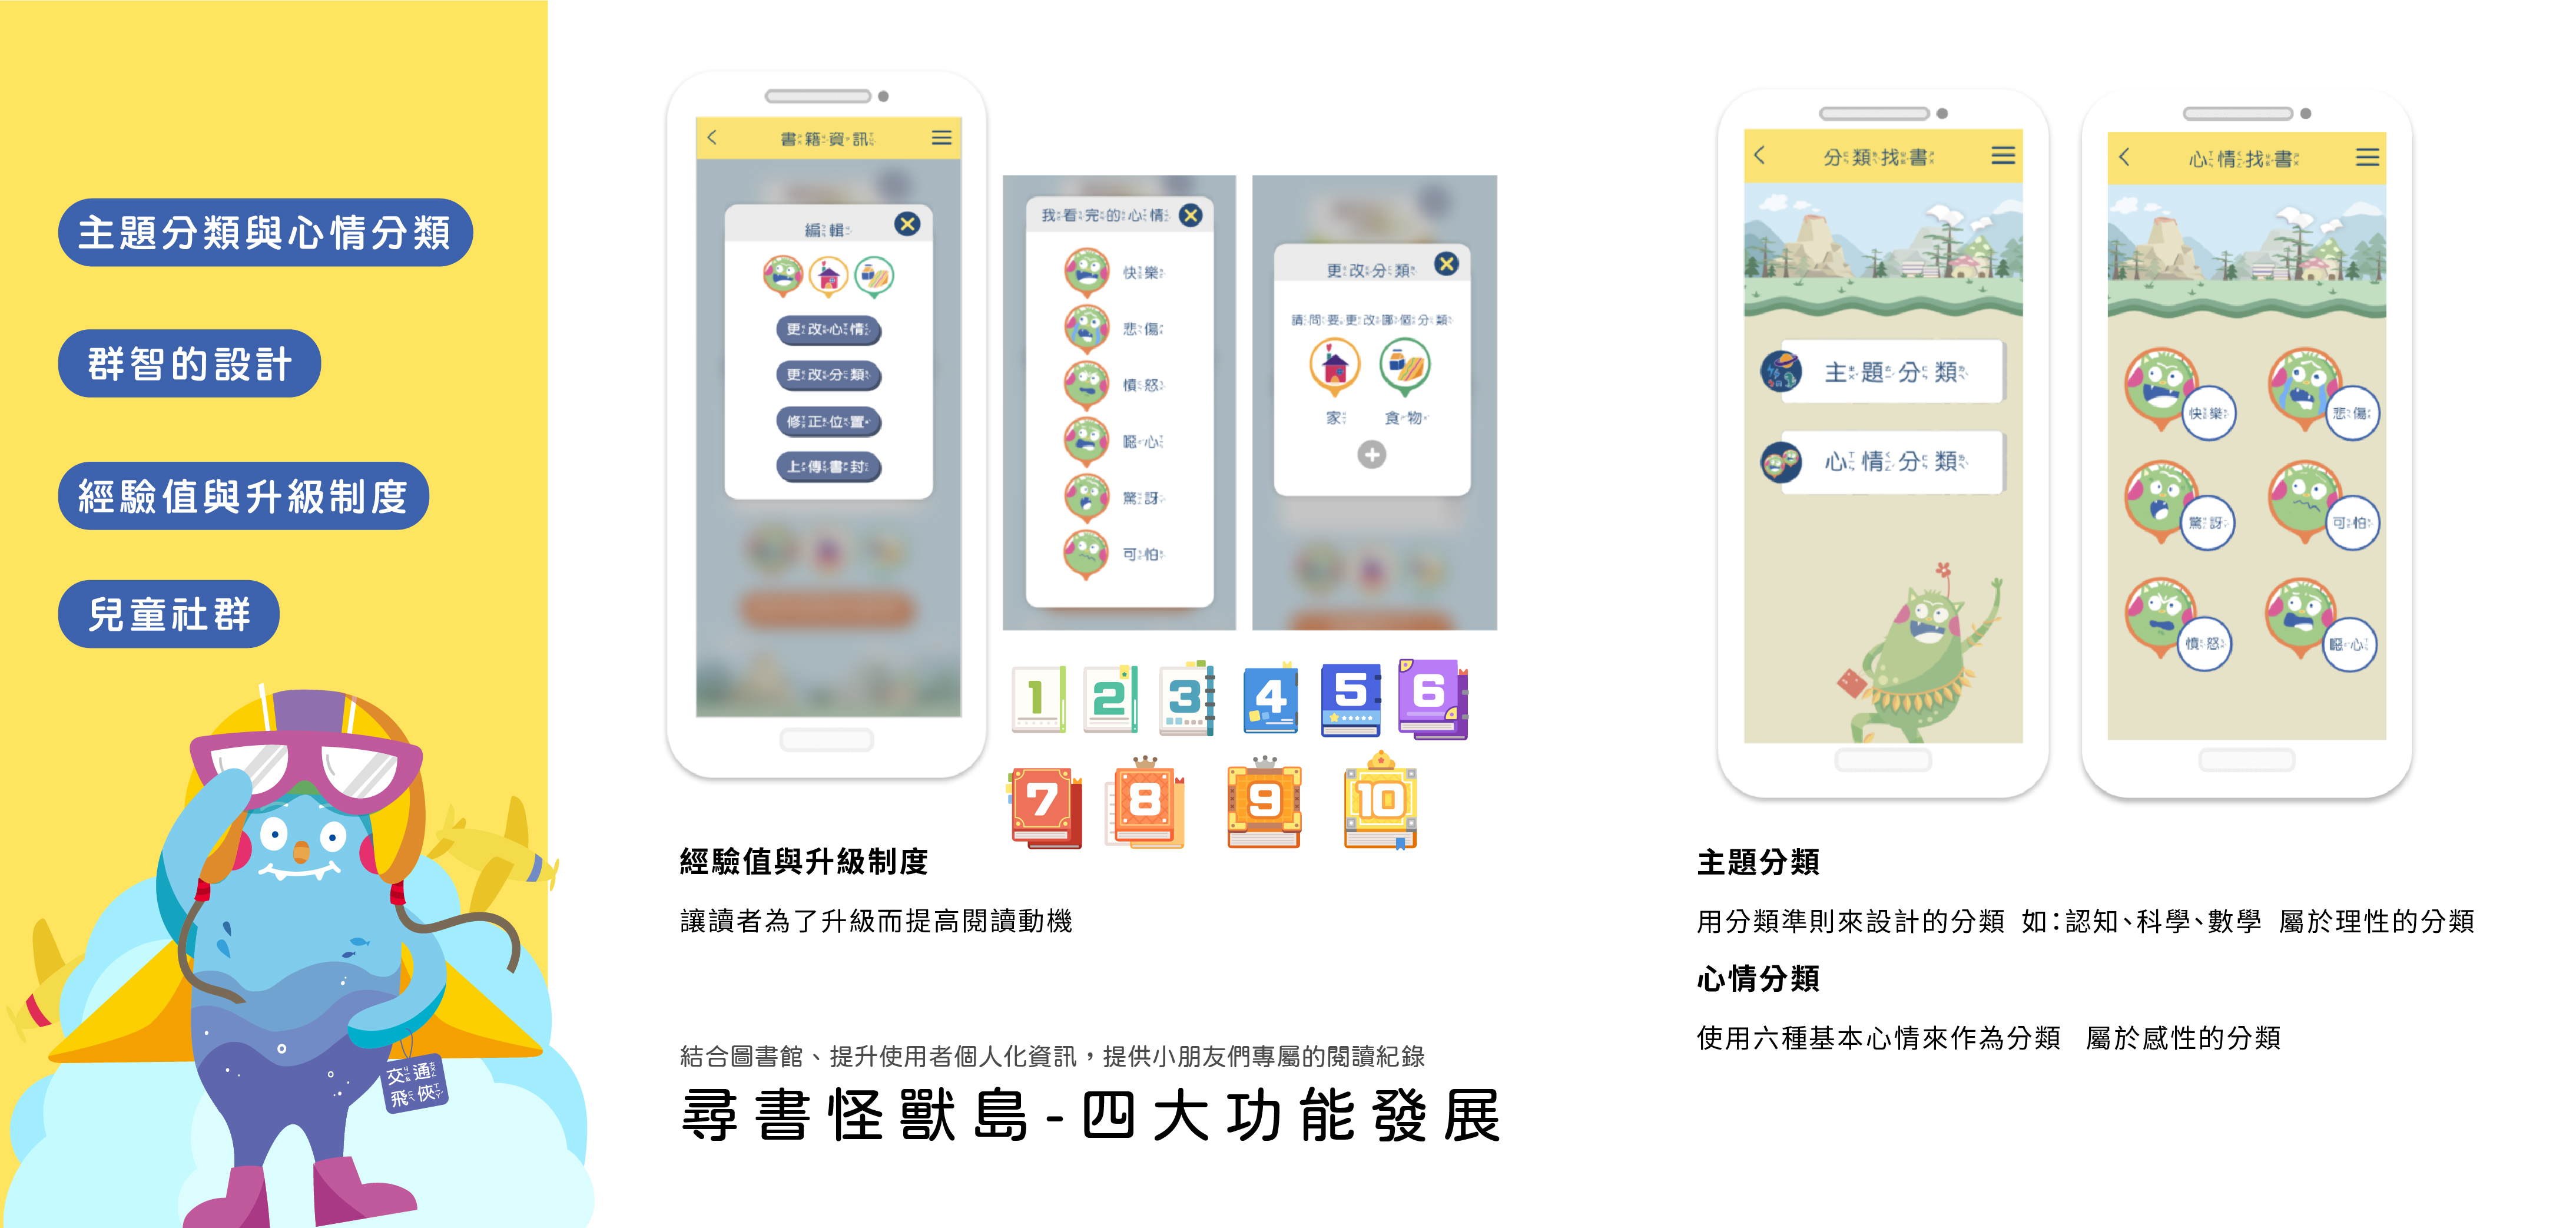 主題分類與心情分類
群智的設計
經驗值與升級制度
兒童社群
交通
飛俠
書籍資訊
編輯
更改心情
更改分類
修正位置
上傳書封
我看完的心情
快樂
悲傷
憤怒
噁心
驚訝
可怕
更改分類
請問要更改哪個分類
家 食物
1 2 3 4 5 6
7 8 9 10
經驗值與升級制度
讓讀者為了升級而提高閱讀動機
結合圖書館、提升使用者個人化資訊，提供小朋友們專屬的閱讀紀錄
尋書怪獸島-四大功能發展
分類找書
主題分類
心情分類
心情找書
快樂 悲傷
驚訝 可怕
憤怒 噁心
主題分類
用分類準則來設計的分類 如：認知、科學、數學 屬於理性的分類
心情分類
使用六種基本心情來作為分類 屬於感性的分類